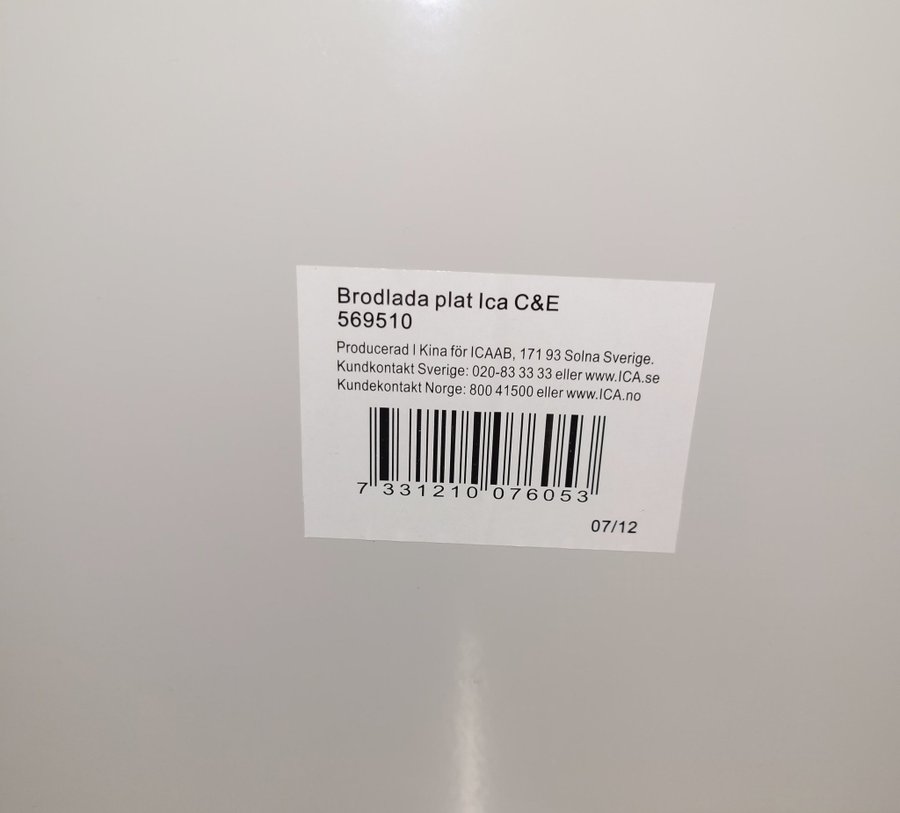 Brodlada plat Ica C&E
569510
Producerad I Kina för ICAAB, 171 93 Solna Sverige.
Kundkontakt Sverige: 020-83 33 33 eller www.ICA.se
Kundekontakt Norge: 800 41500 eller www.ICA.no
7 331210 076053
07/12